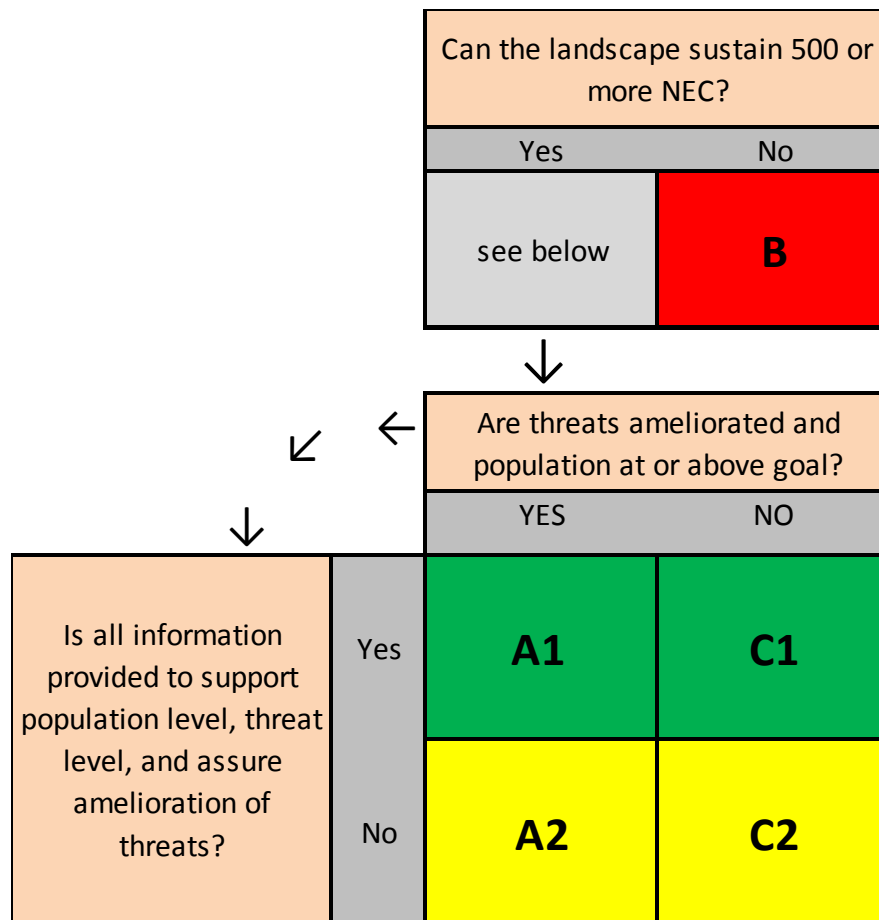 Can the landscape sustain 500 or
more NEC?
Yes No
see below B
Are threats ameliorated and
population at or above goal?
YES NO
Is all information
provided to support
population level, threat
level, and assure
amelioration of
threats?
Yes A1 C1
No A2 C2